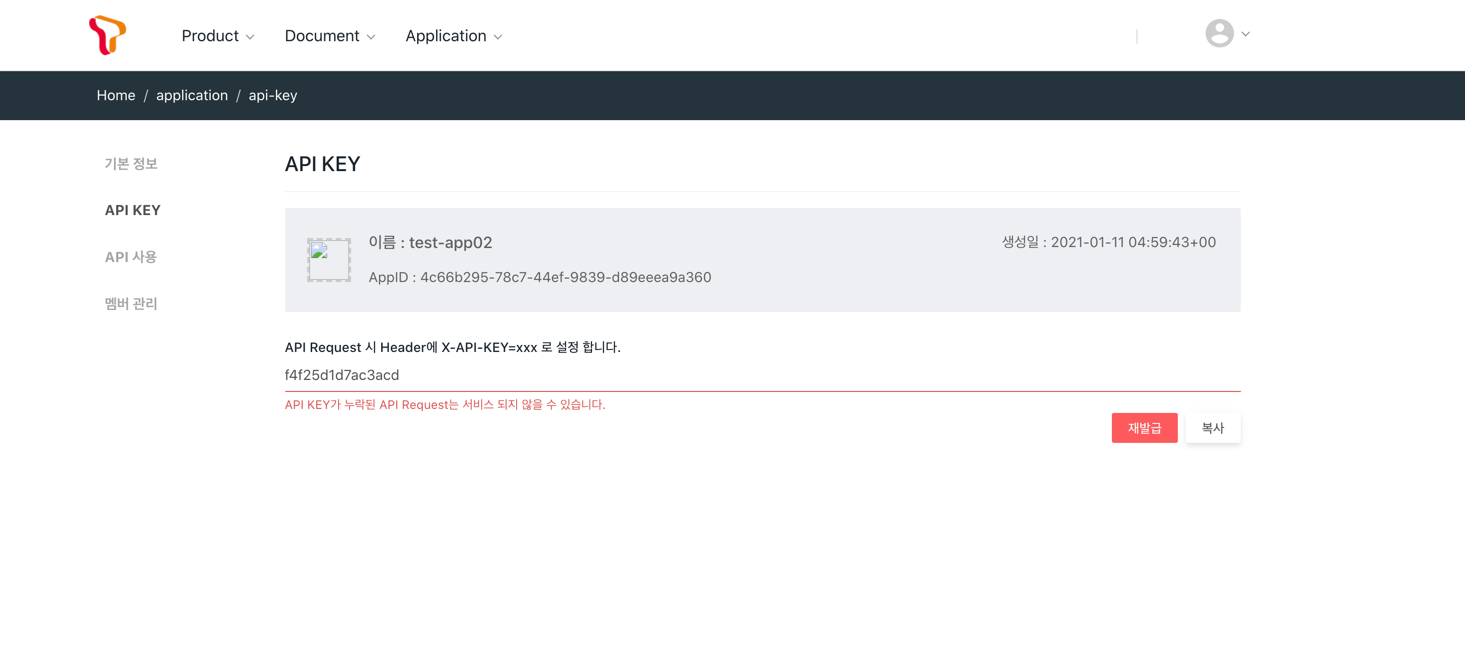 Product Document Application
Home / application / api-key
기본 정보
API KEY
API 사용
멤버 관리
API KEY
이름 : test-app02
생성일 : 2021-01-11 04:59:43+00
AppID : 4c66b295-78c7-44ef-9839-d89eeea9a360
API Request 시 Header에 X-API-KEY=xxx 로 설정 합니다.
f4f25d1d7ac3acd
API KEY가 누락된 API Request는 서비스 되지 않을 수 있습니다.
재발급 복사